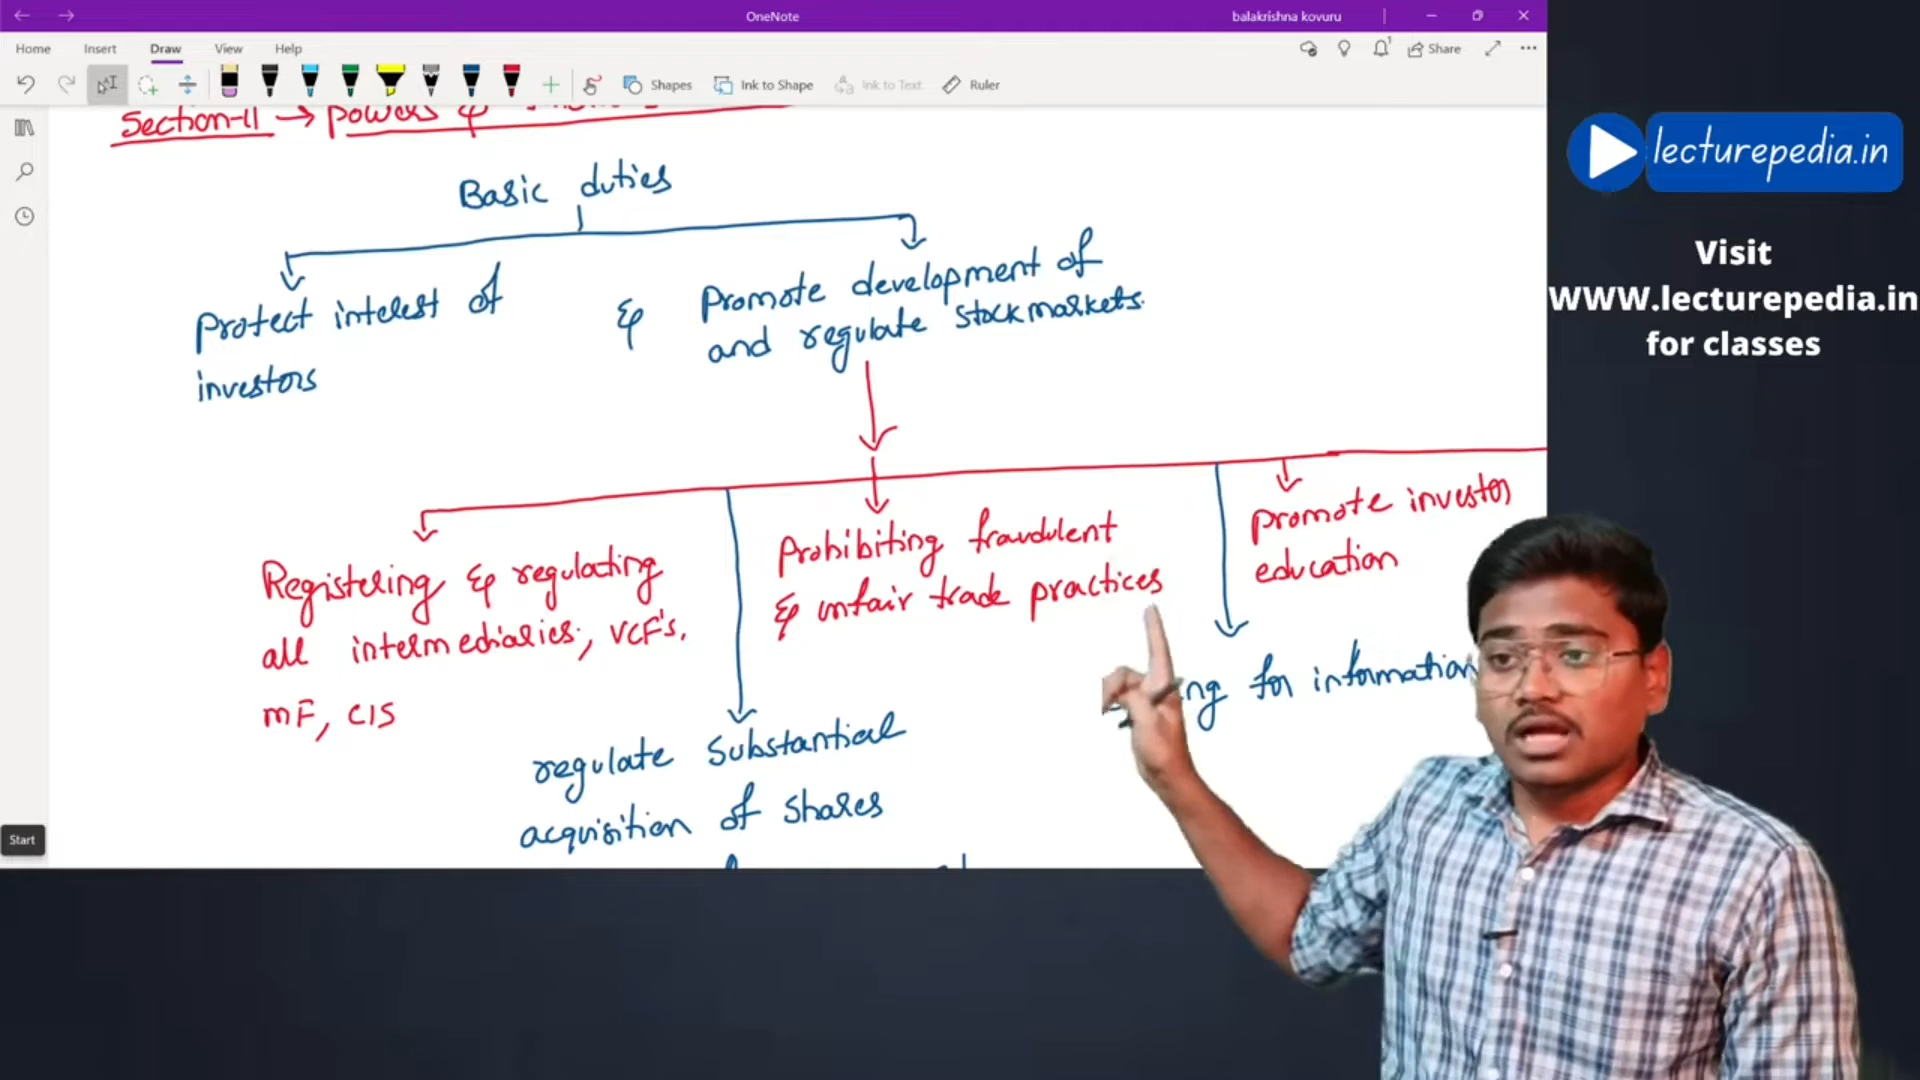 OneNote
balakrishna kovuru
Home Insert Draw View Help
Share
Shapes Ink to Shape Ink to Text Ruler
Section-11 → powers &
Basic duties
Protect interest of
investors
&
Promote development of
and regulate stock markets.
Registering & regulating
all intermediaries, VCF's.
MF, CIS
Prohibiting fraudulent
& unfair trade practices
promote investor
education
for information
regulate substantial
acquisition of shares
Start
lecturepedia.in
Visit
WWW.lecturepedia.in
for classes